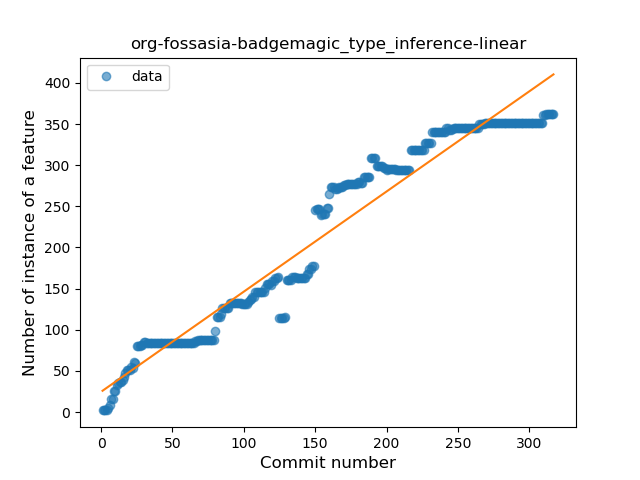 org-fossasia-badgemagic_type_inference-linear
data
Number of instance of a feature
400
350
300
250
200
150
100
50
0
0 50 100 150 200 250 300
Commit number